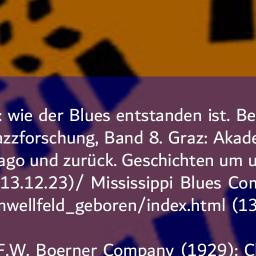 : wie der Blues entstanden ist. Be
azzforschung, Band 8. Graz: Akade
ago und zurück. Geschichten um u
13.12.23)/ Mississippi Blues Con
nwellfeld_geboren/index.html (13
F.W. Boerner Company (1929): C